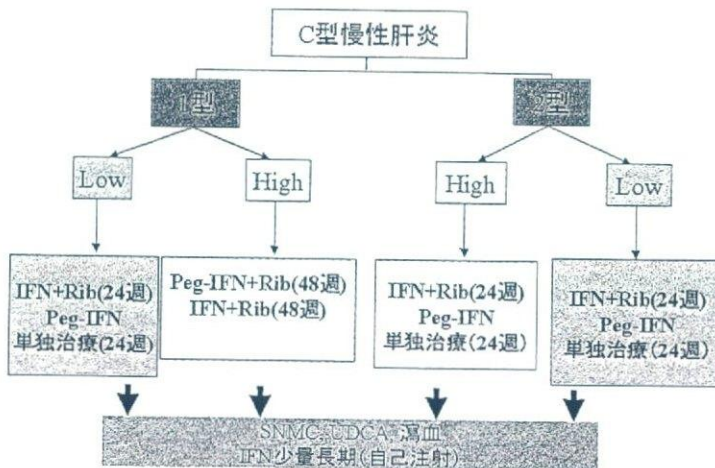 C型慢性肝炎
1型
2型
Low
High
High
Low
IFN+Rib(24週)
Peg-IFN
単独治療(24週)
Peg-IFN+Rib(48週)
IFN+Rib(48週)
IFN+Rib(24週)
Peg-IFN
単独治療(24週)
IFN+Rib(24週)
Peg-IFN
単独治療(24週)
SNMC UDCA 瀉血
IFN少量長期(自己注射)